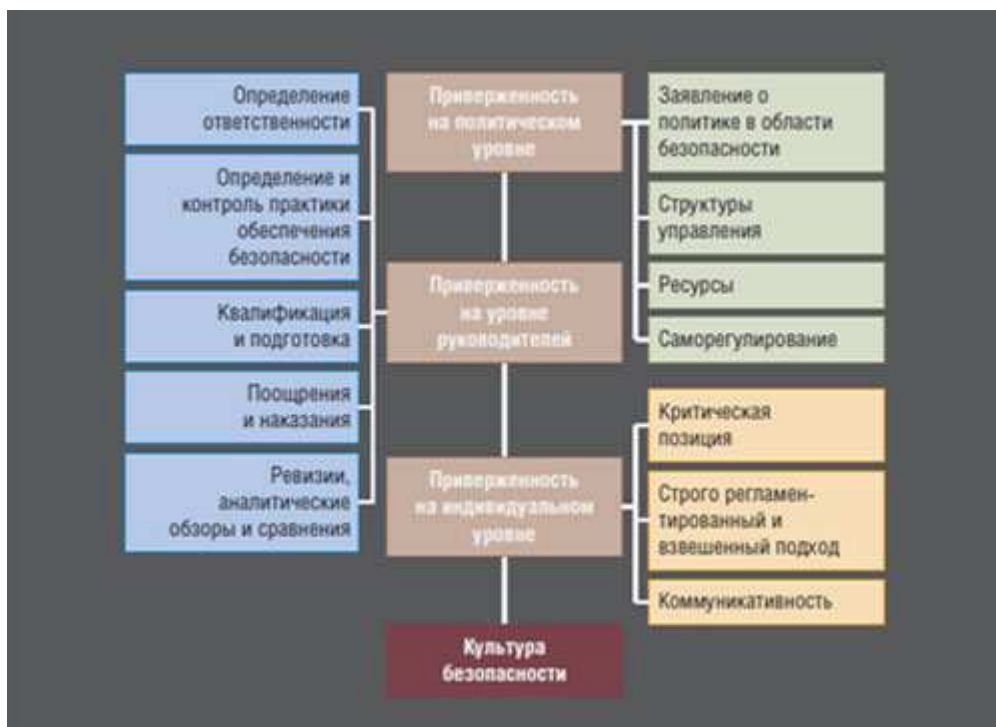 Определение
ответственности
Определение и
контроль практики
обеспечения
безопасности
Квалификация
и подготовка
Поощрения
и наказания
Ревизии,
аналитические
обзоры и сравнения
Приверженность
на политическом
уровне
Приверженность
на уровне
руководителей
Приверженность
на индивидуальном
уровне
Культура
безопасности
Заявление о
политике в области
безопасности
Структуры
управления
Ресурсы
Саморегулирование
Критическая
позиция
Строго регламен-
тированный и
взвешенный подход
Коммуникативность